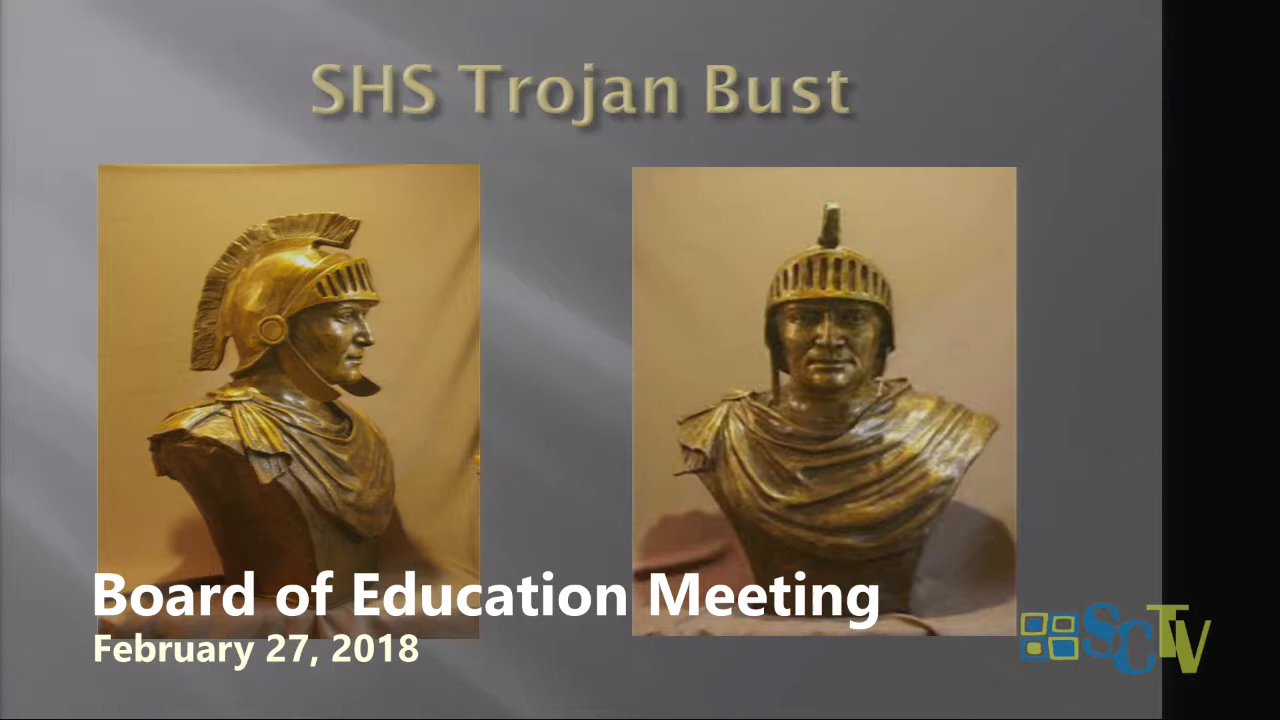 SHS Trojan Bust
Board of Education Meeting
February 27, 2018
SCTV